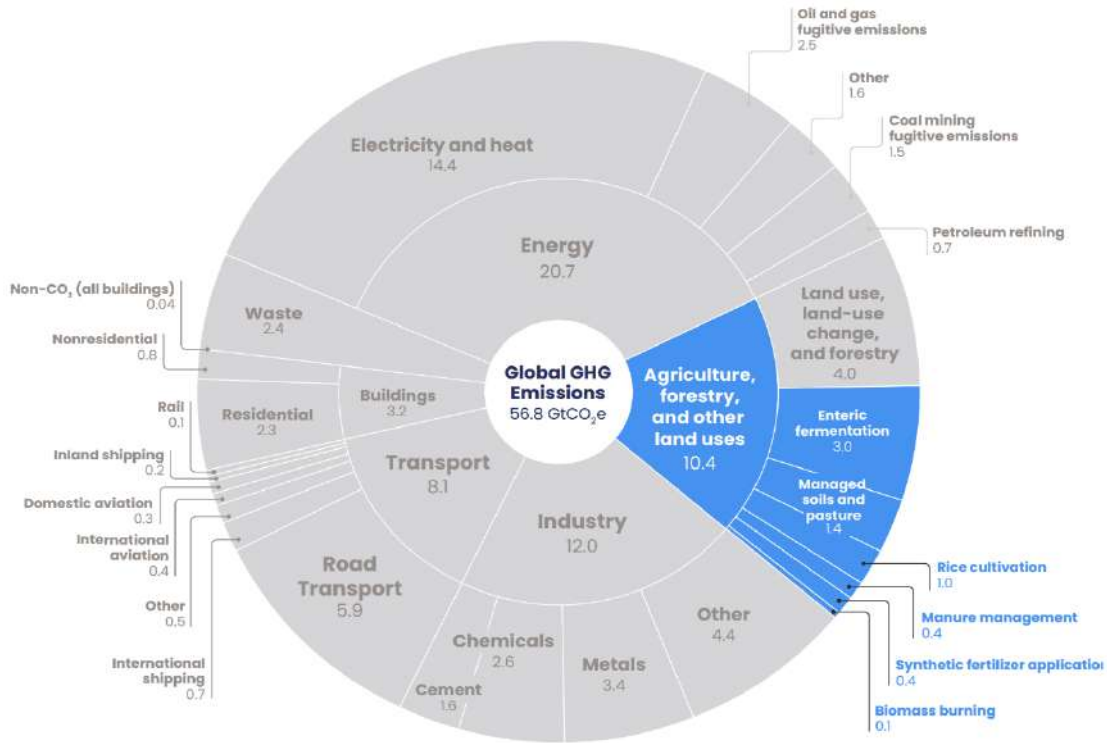 Oil and gas
fugitive emissions
2.5
Other
1.6
Coal mining
fugitive emissions
1.5
Petroleum refining
0.7
Electricity and heat
14.4
Energy
20.7
Land use,
land-use
change,
and forestry
4.0
Non-CO₂ (all buildings)
0.04
Waste
2.4
Nonresidential
0.8
Buildings
3.2
Residential
2.3
Global GHG
Emissions
56.8 GtCO₂e
Agriculture,
forestry,
and other
land uses
10.4
Enteric
fermentation
3.0
Managed
soils and
pasture
1.4
Rice cultivation
1.0
Manure management
0.4
Synthetic fertilizer applicatio
0.4
Biomass burning
0.1
Rail
0.1
Inland shipping
0.2
Domestic aviation
0.3
International
aviation
0.4
Other
0.5
International
shipping
0.7
Transport
8.1
Road
Transport
5.9
Industry
12.0
Cement
1.6
Chemicals
2.6
Metals
3.4
Other
4.4